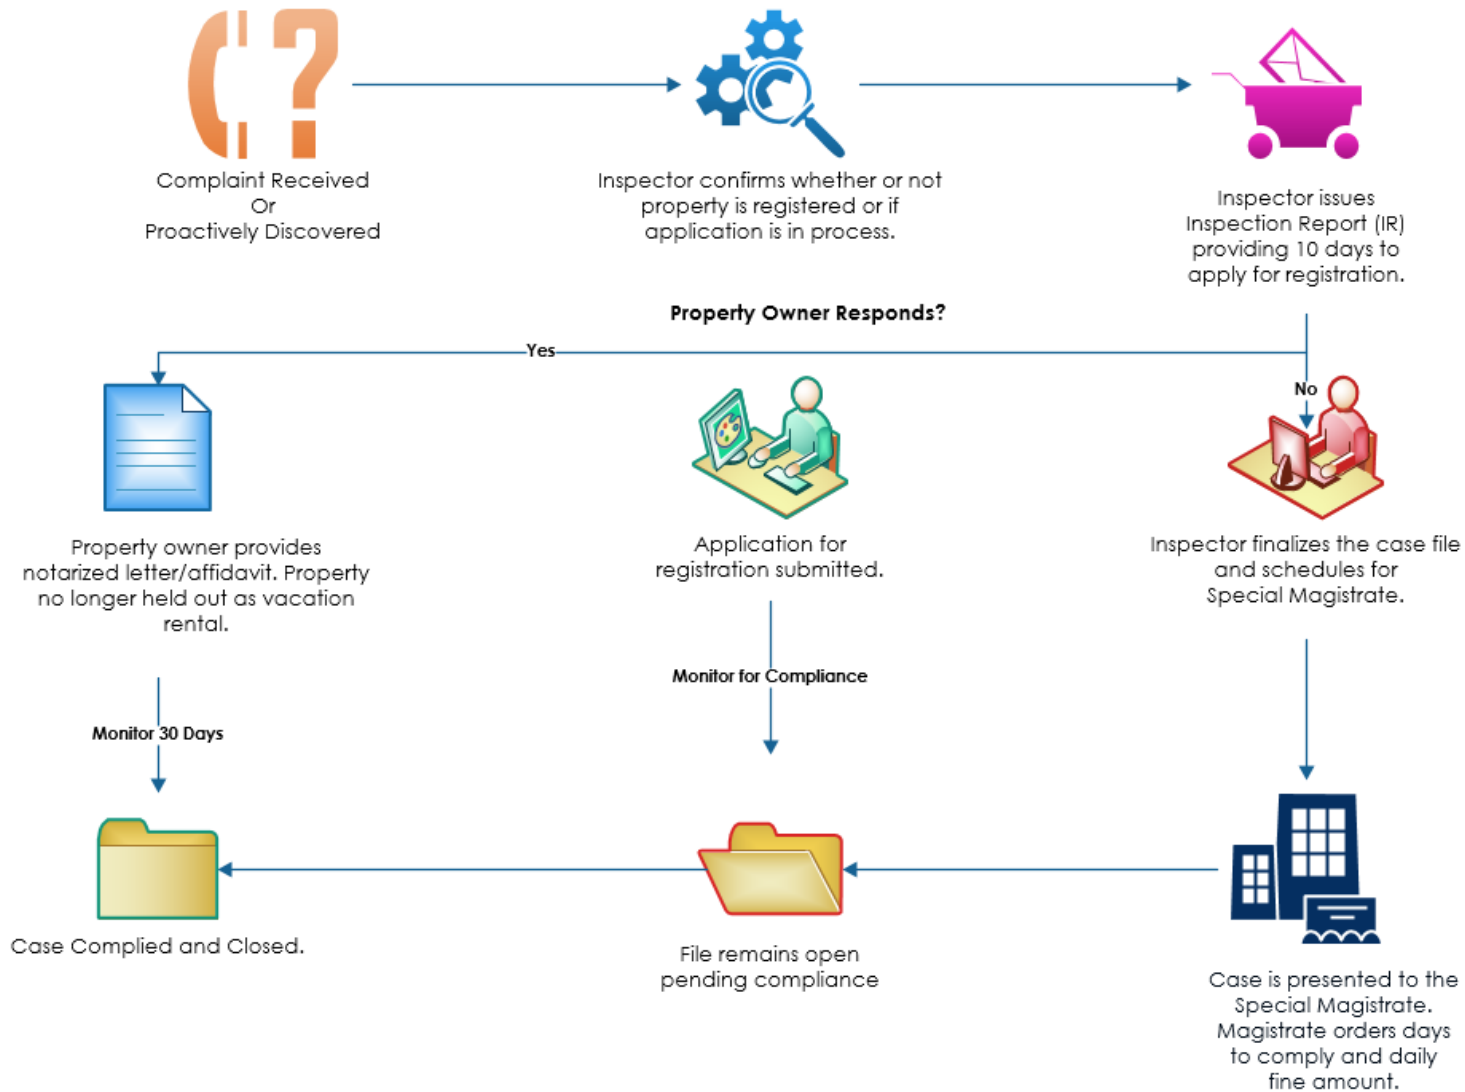 Complaint Received
Or
Proactively Discovered
Inspector confirms whether or not
property is registered or if
application is in process.
Inspector issues
Inspection Report (IR)
providing 10 days to
apply for registration.
Property Owner Responds?
Yes
No
Property owner provides
notarized letter/affidavit. Property
no longer held out as vacation
rental.
Application for
registration submitted.
Inspector finalizes the case file
and schedules for
Special Magistrate.
Monitor 30 Days
Monitor for Compliance
Case Complied and Closed.
File remains open
pending compliance
Case is presented to the
Special Magistrate.
Magistrate orders days
to comply and daily
fine amount.